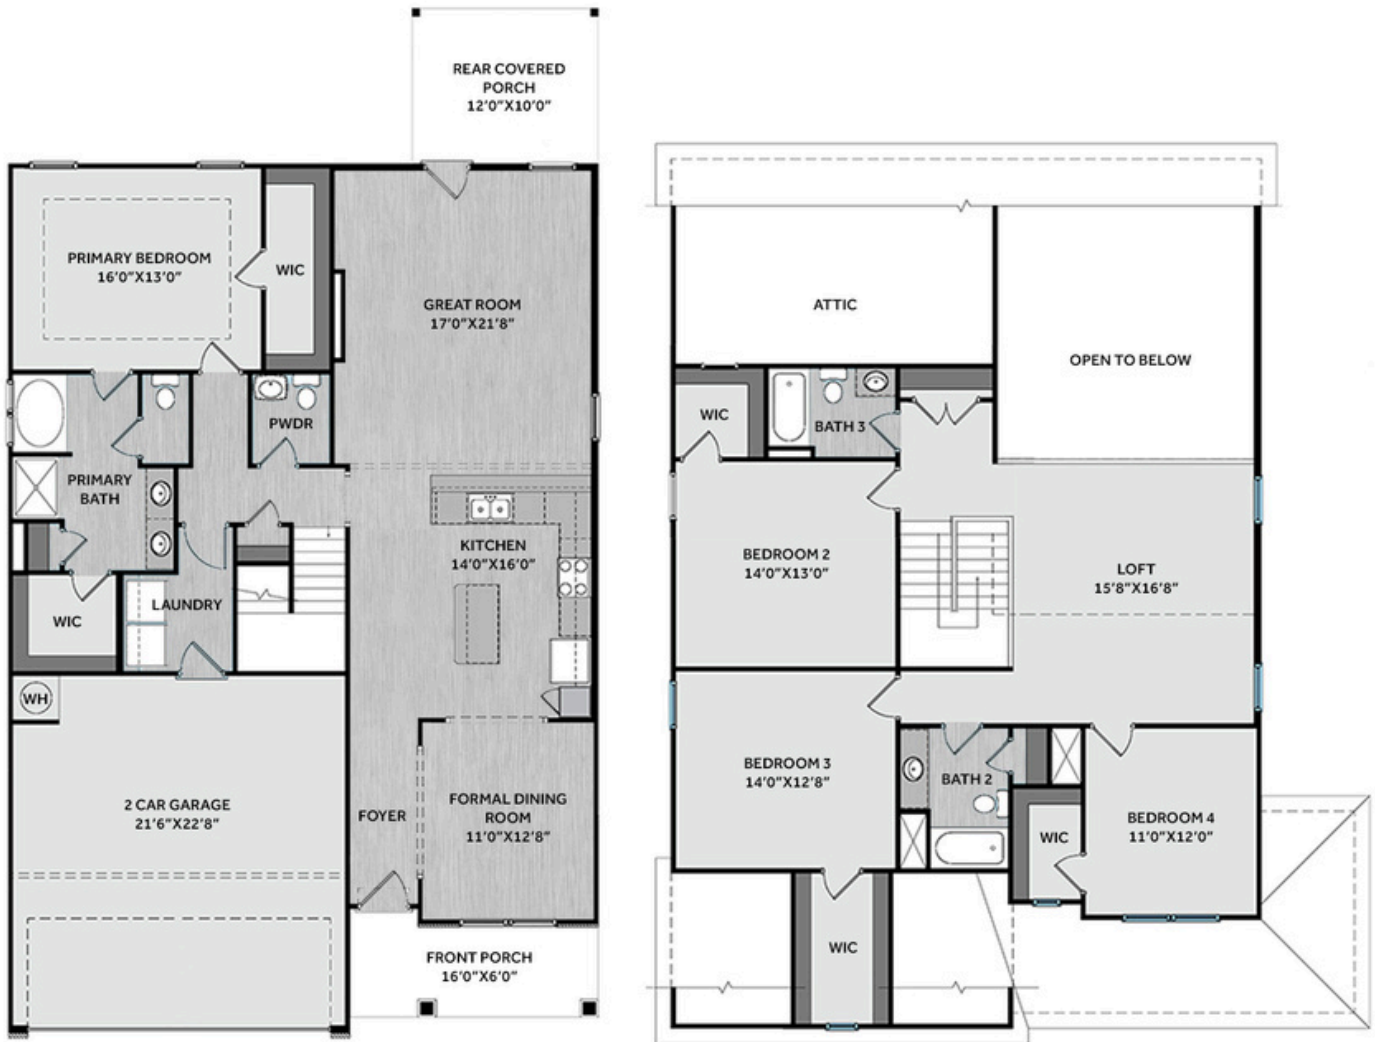 REAR COVERED
PORCH
12'0"X10'0"
PRIMARY BEDROOM
16'0"X13'0"
WIC
GREAT ROOM
17'0"X21'8"
PWDR
PRIMARY
BATH
KITCHEN
14'0"X16'0"
LAUNDRY
WIC
WH
2 CAR GARAGE
21'6"X22'8"
FOYER
FORMAL DINING
ROOM
11'0"X12'8"
FRONT PORCH
16'0"X6'0"
ATTIC
OPEN TO BELOW
WIC
BATH 3
BEDROOM 2
14'0"X13'0"
LOFT
15'8"X16'8"
BEDROOM 3
14'0"X12'8"
BATH 2
WIC
BEDROOM 4
11'0"X12'0"
WIC